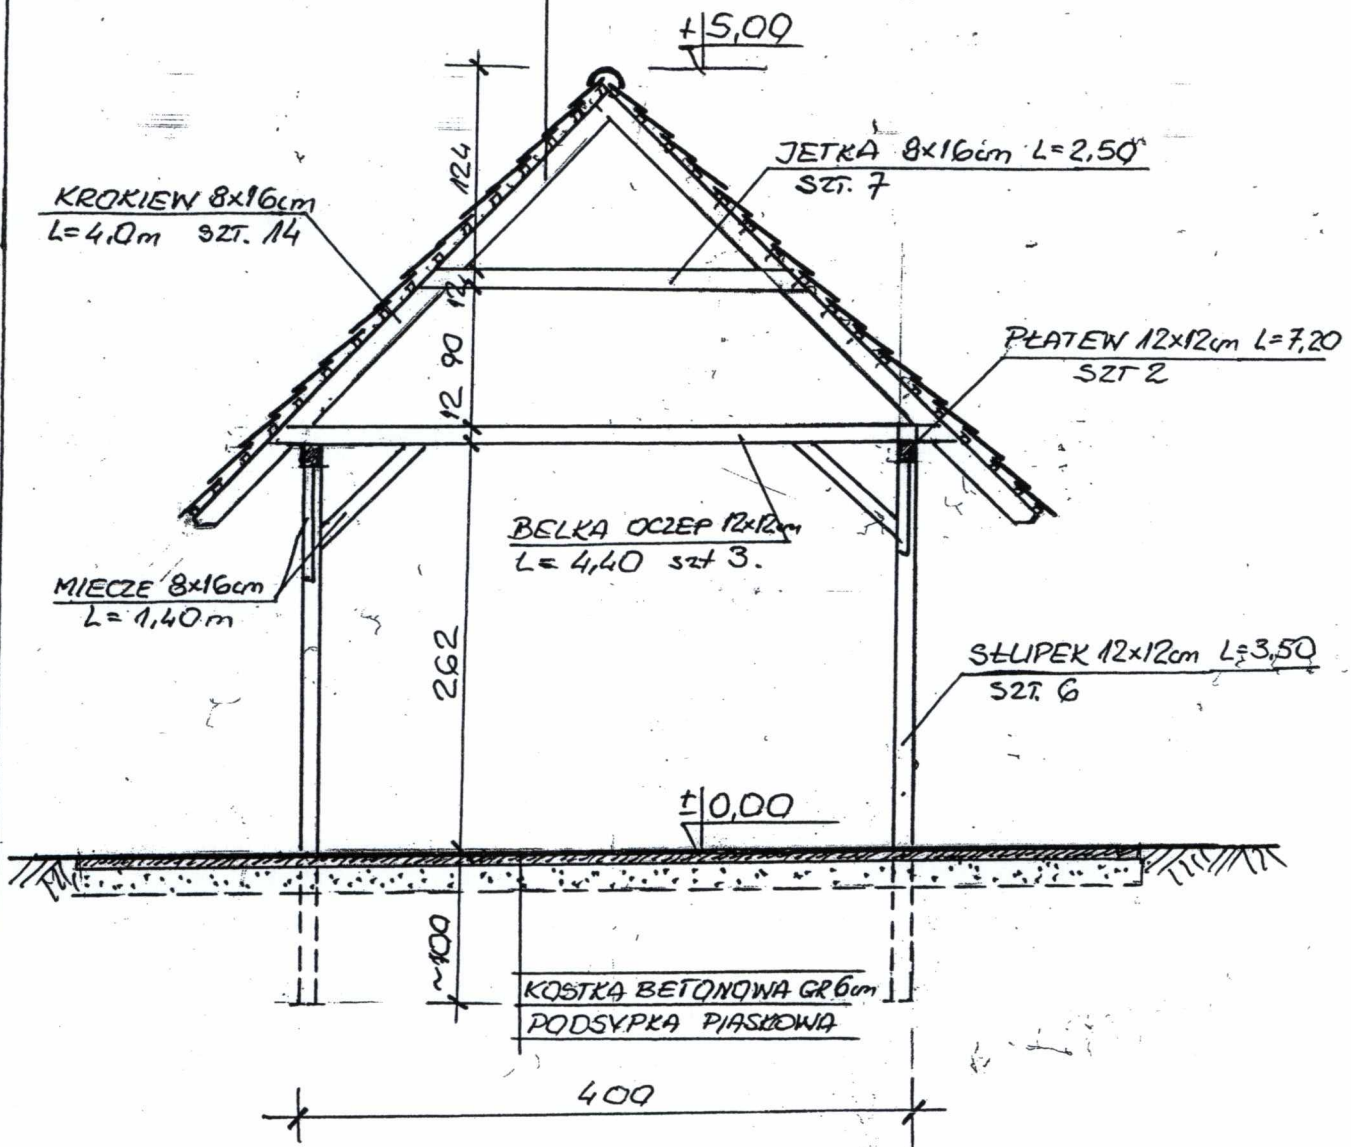 +5,00
JETKA 8x16cm L=2,50
SZT. 7
KROKIEW 8x16cm
L=4,0m SZT. 14
124
12
90
12
PŁATEW 12x12cm L=7,20
SZT 2
BELKA OCZEP 12x12cm
L= 4,40 szt 3.
MIECZE 8x16cm
L= 1,40m
262
SŁUPEK 12x12cm L=3,50
SZT. 6
±0,00
~100
KOSTKA BETONOWA GR 6cm
PODSYPKA PIASKOWA
400